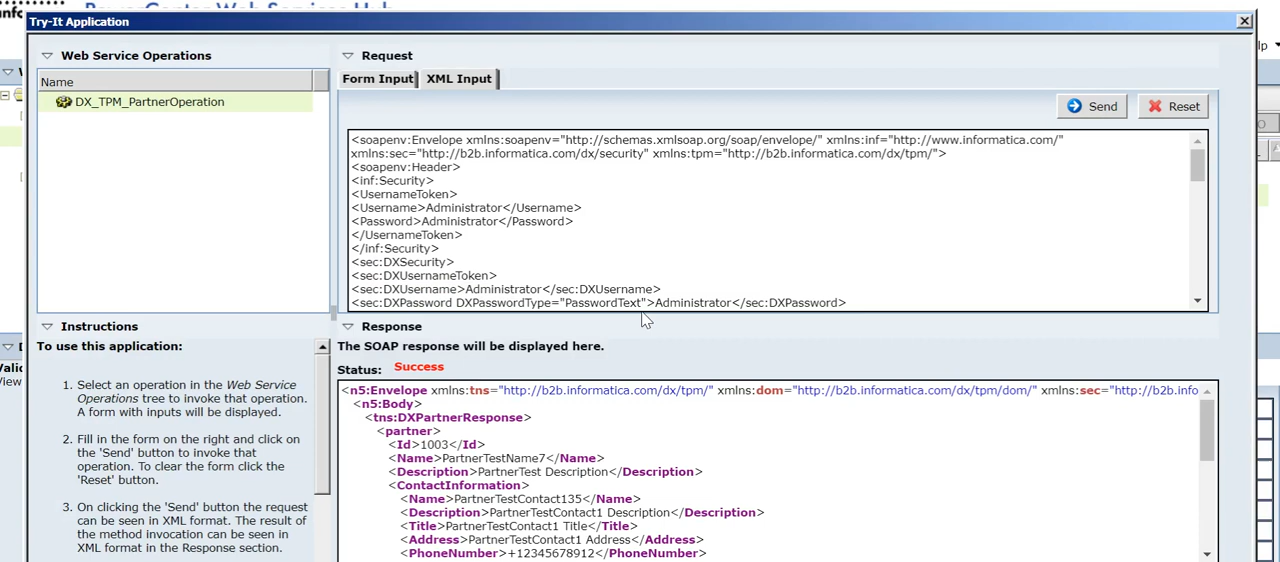 PowerCenter Web Services Hub
Try-It Application
Web Service Operations
Name
DX_TPM_PartnerOperation
Request
Form Input
XML Input
Send
Reset
<soapenv:Envelope xmlns:soapenv="http://schemas.xmlsoap.org/soap/envelope/" xmlns:inf="http://www.informatica.com/"
xmlns:sec="http://b2b.informatica.com/dx/security" xmlns:tpm="http://b2b.informatica.com/dx/tpm/">
<soapenv:Header>
<inf:Security>
<UsernameToken>
<Username>Administrator</Username>
<Password>Administrator</Password>
</UsernameToken>
</inf:Security>
<sec:DXSecurity>
<sec:DXUsernameToken>
<sec:DXUsername>Administrator</sec:DXUsername>
<sec:DXPassword DXPasswordType="PasswordText">Administrator</sec:DXPassword>
Instructions
To use this application:
1. Select an operation in the Web Service
Operations tree to invoke that operation.
A form with inputs will be displayed.
2. Fill in the form on the right and click on
the 'Send' button to invoke that
operation. To clear the form click the
'Reset' button.
3. On clicking the 'Send' button the request
can be seen in XML format. The result of
the method invocation can be seen in
XML format in the Response section.
Response
The SOAP response will be displayed here.
Status: Success
<n5:Envelope xmlns:tns="http://b2b.informatica.com/dx/tpm/" xmlns:dom="http://b2b.informatica.com/dx/tpm/dom/" xmlns:sec="http://b2b.info
<n5:Body>
<tns:DXPartnerResponse>
<partner>
<Id>1003</Id>
<Name>PartnerTestName7</Name>
<Description>PartnerTest Description</Description>
<ContactInformation>
<Name>PartnerTestContact135</Name>
<Description>PartnerTestContact1 Description</Description>
<Title>PartnerTestContact1 Title</Title>
<Address>PartnerTestContact1 Address</Address>
<PhoneNumber>+12345678912</PhoneNumber>